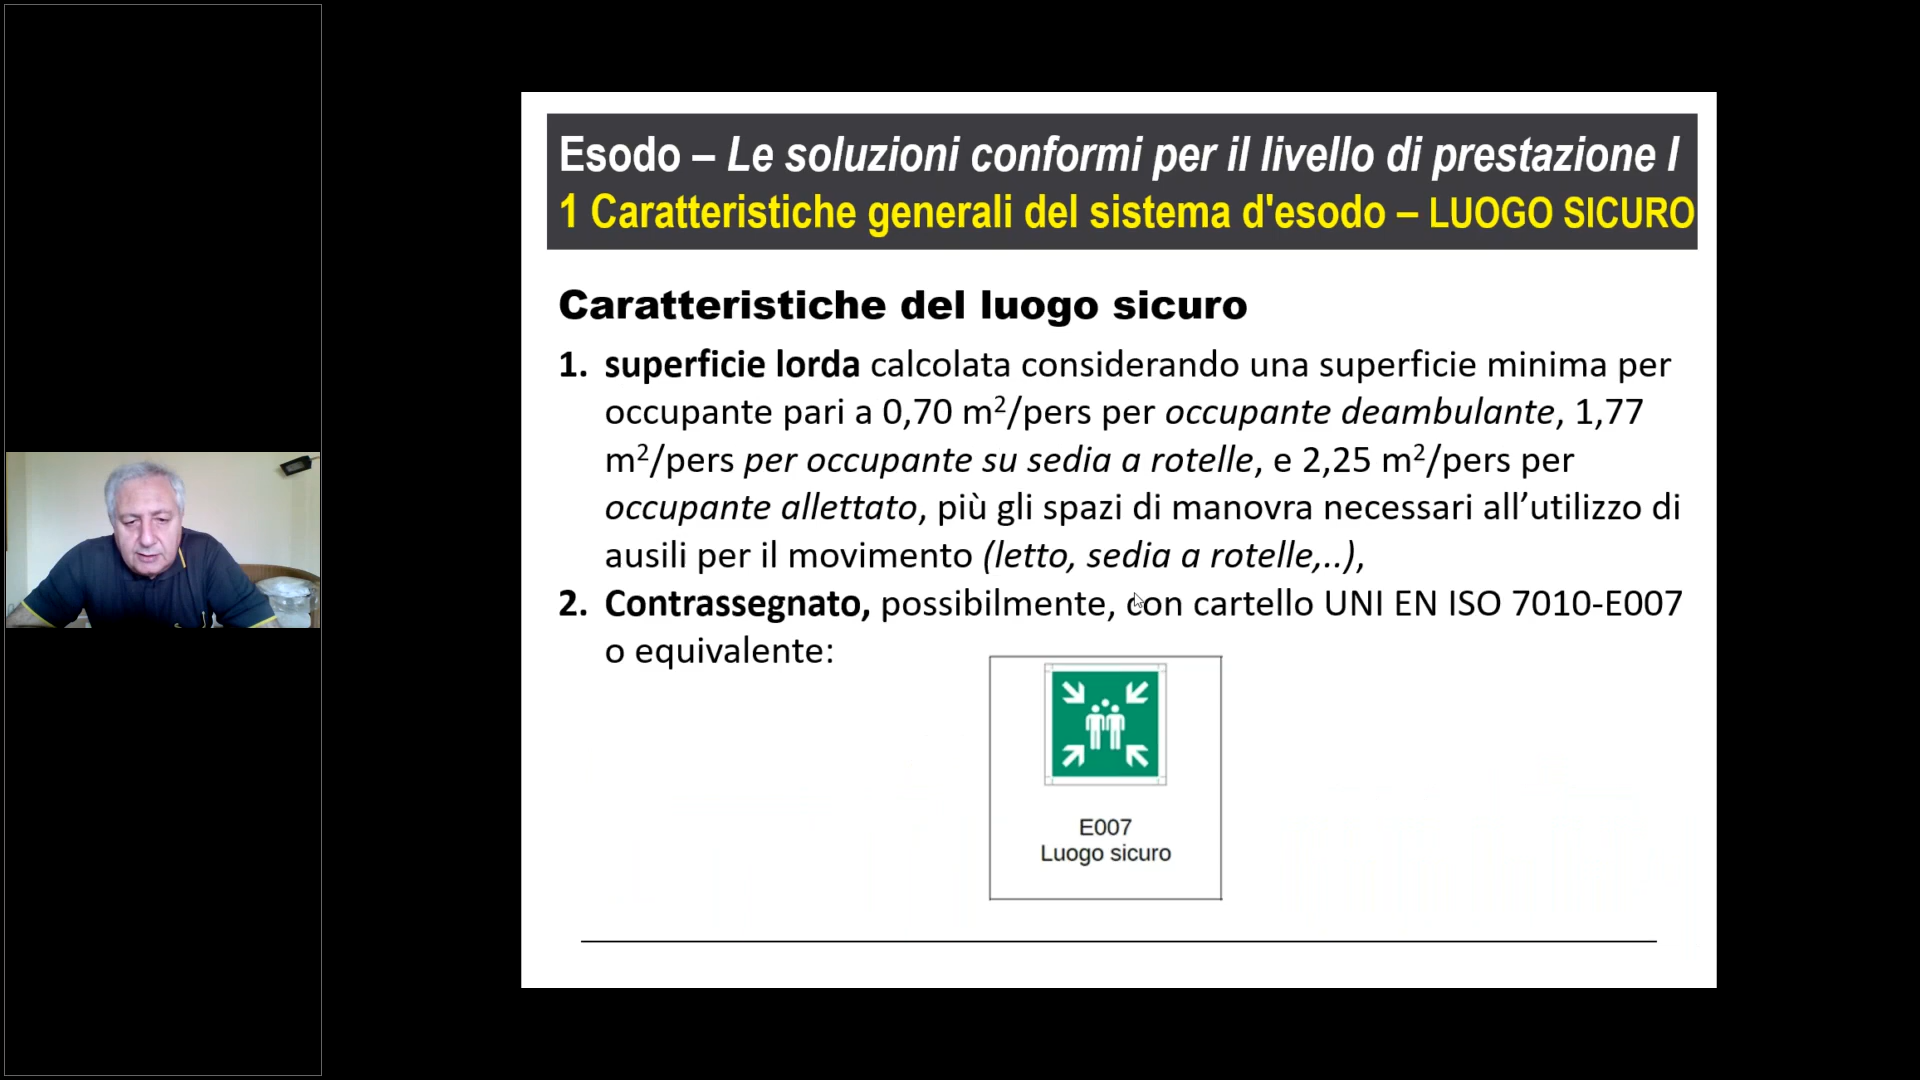 Esodo – Le soluzioni conformi per il livello di prestazione I
1 Caratteristiche generali del sistema d'esodo – LUOGO SICURO
Caratteristiche del luogo sicuro
1. superficie lorda calcolata considerando una superficie minima per
occupante pari a 0,70 m²/pers per occupante deambulante, 1,77
m²/pers per occupante su sedia a rotelle, e 2,25 m²/pers per
occupante allettato, più gli spazi di manovra necessari all’utilizzo di
ausili per il movimento (letto, sedia a rotelle,..),
2. Contrassegnato, possibilmente, con cartello UNI EN ISO 7010-E007
o equivalente:
E007
Luogo sicuro